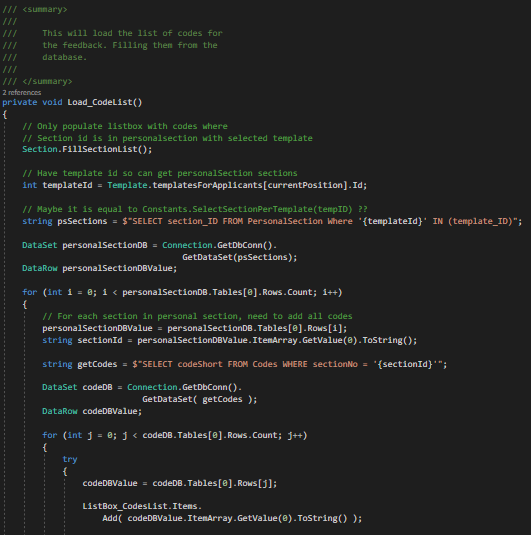 /// <summary>
///
///     This will load the list of codes for
///     the feedback. Filling them from the
///     database.
///
/// </summary>
2 references
private void Load_CodeList()
{
    // Only populate listbox with codes where
    // Section id is in personalsection with selected template
    Section.FillSectionList();

    // Have template id so can get personalSection sections
    int templateId = Template.templatesForApplicants[currentPosition].Id;

    // Maybe it is equal to Constants.SelectSectionPerTemplate(tempID) ??
    string psSections = $"SELECT section_ID FROM PersonalSection Where '{templateId}' IN (template_ID)";

    DataSet personalSectionDB = Connection.GetDbConn().
                                GetDataSet(psSections);
    DataRow personalSectionDBValue;

    for (int i = 0; i < personalSectionDB.Tables[0].Rows.Count; i++)
    {
        // For each section in personal section, need to add all codes
        personalSectionDBValue = personalSectionDB.Tables[0].Rows[i];
        string sectionId = personalSectionDBValue.ItemArray.GetValue(0).ToString();

        string getCodes = $"SELECT codeShort FROM Codes WHERE sectionNo = '{sectionId}'";

        DataSet codeDB = Connection.GetDbConn().
                            GetDataSet( getCodes );
        DataRow codeDBValue;

        for (int j = 0; j < codeDB.Tables[0].Rows.Count; j++)
        {
            try
            {
                codeDBValue = codeDB.Tables[0].Rows[j];

                ListBox_CodesList.Items.
                    Add( codeDBValue.ItemArray.GetValue(0).ToString() );